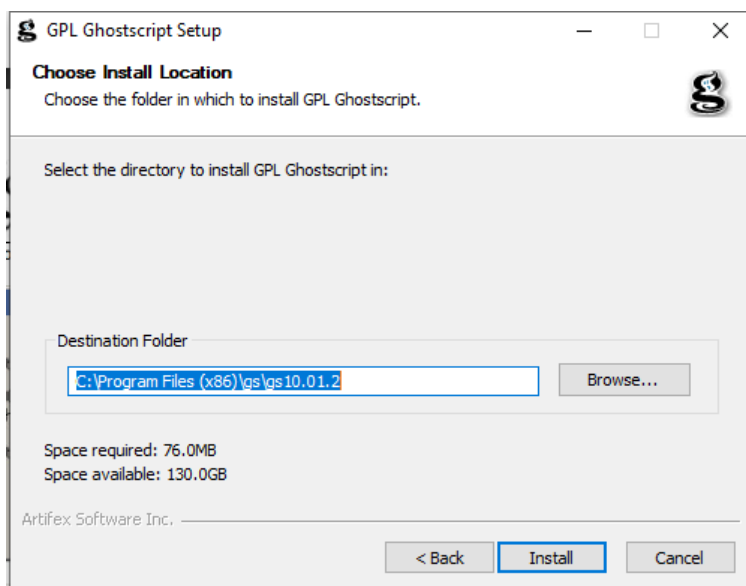 GPL Ghostscript Setup
Choose Install Location
Choose the folder in which to install GPL Ghostscript.
Select the directory to install GPL Ghostscript in:
Destination Folder
C:\Program Files (x86)\gs\gs10.01.2
Browse...
Space required: 76.0MB
Space available: 130.0GB
Artifex Software Inc.
< Back
Install
Cancel